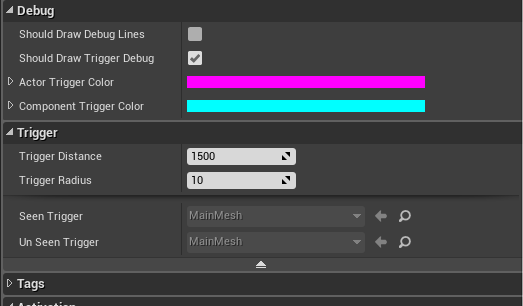 Debug
Should Draw Debug Lines
Should Draw Trigger Debug
Actor Trigger Color
Component Trigger Color
Trigger
Trigger Distance 1500
Trigger Radius 10
Seen Trigger MainMesh
Un Seen Trigger MainMesh
Tags
Activation